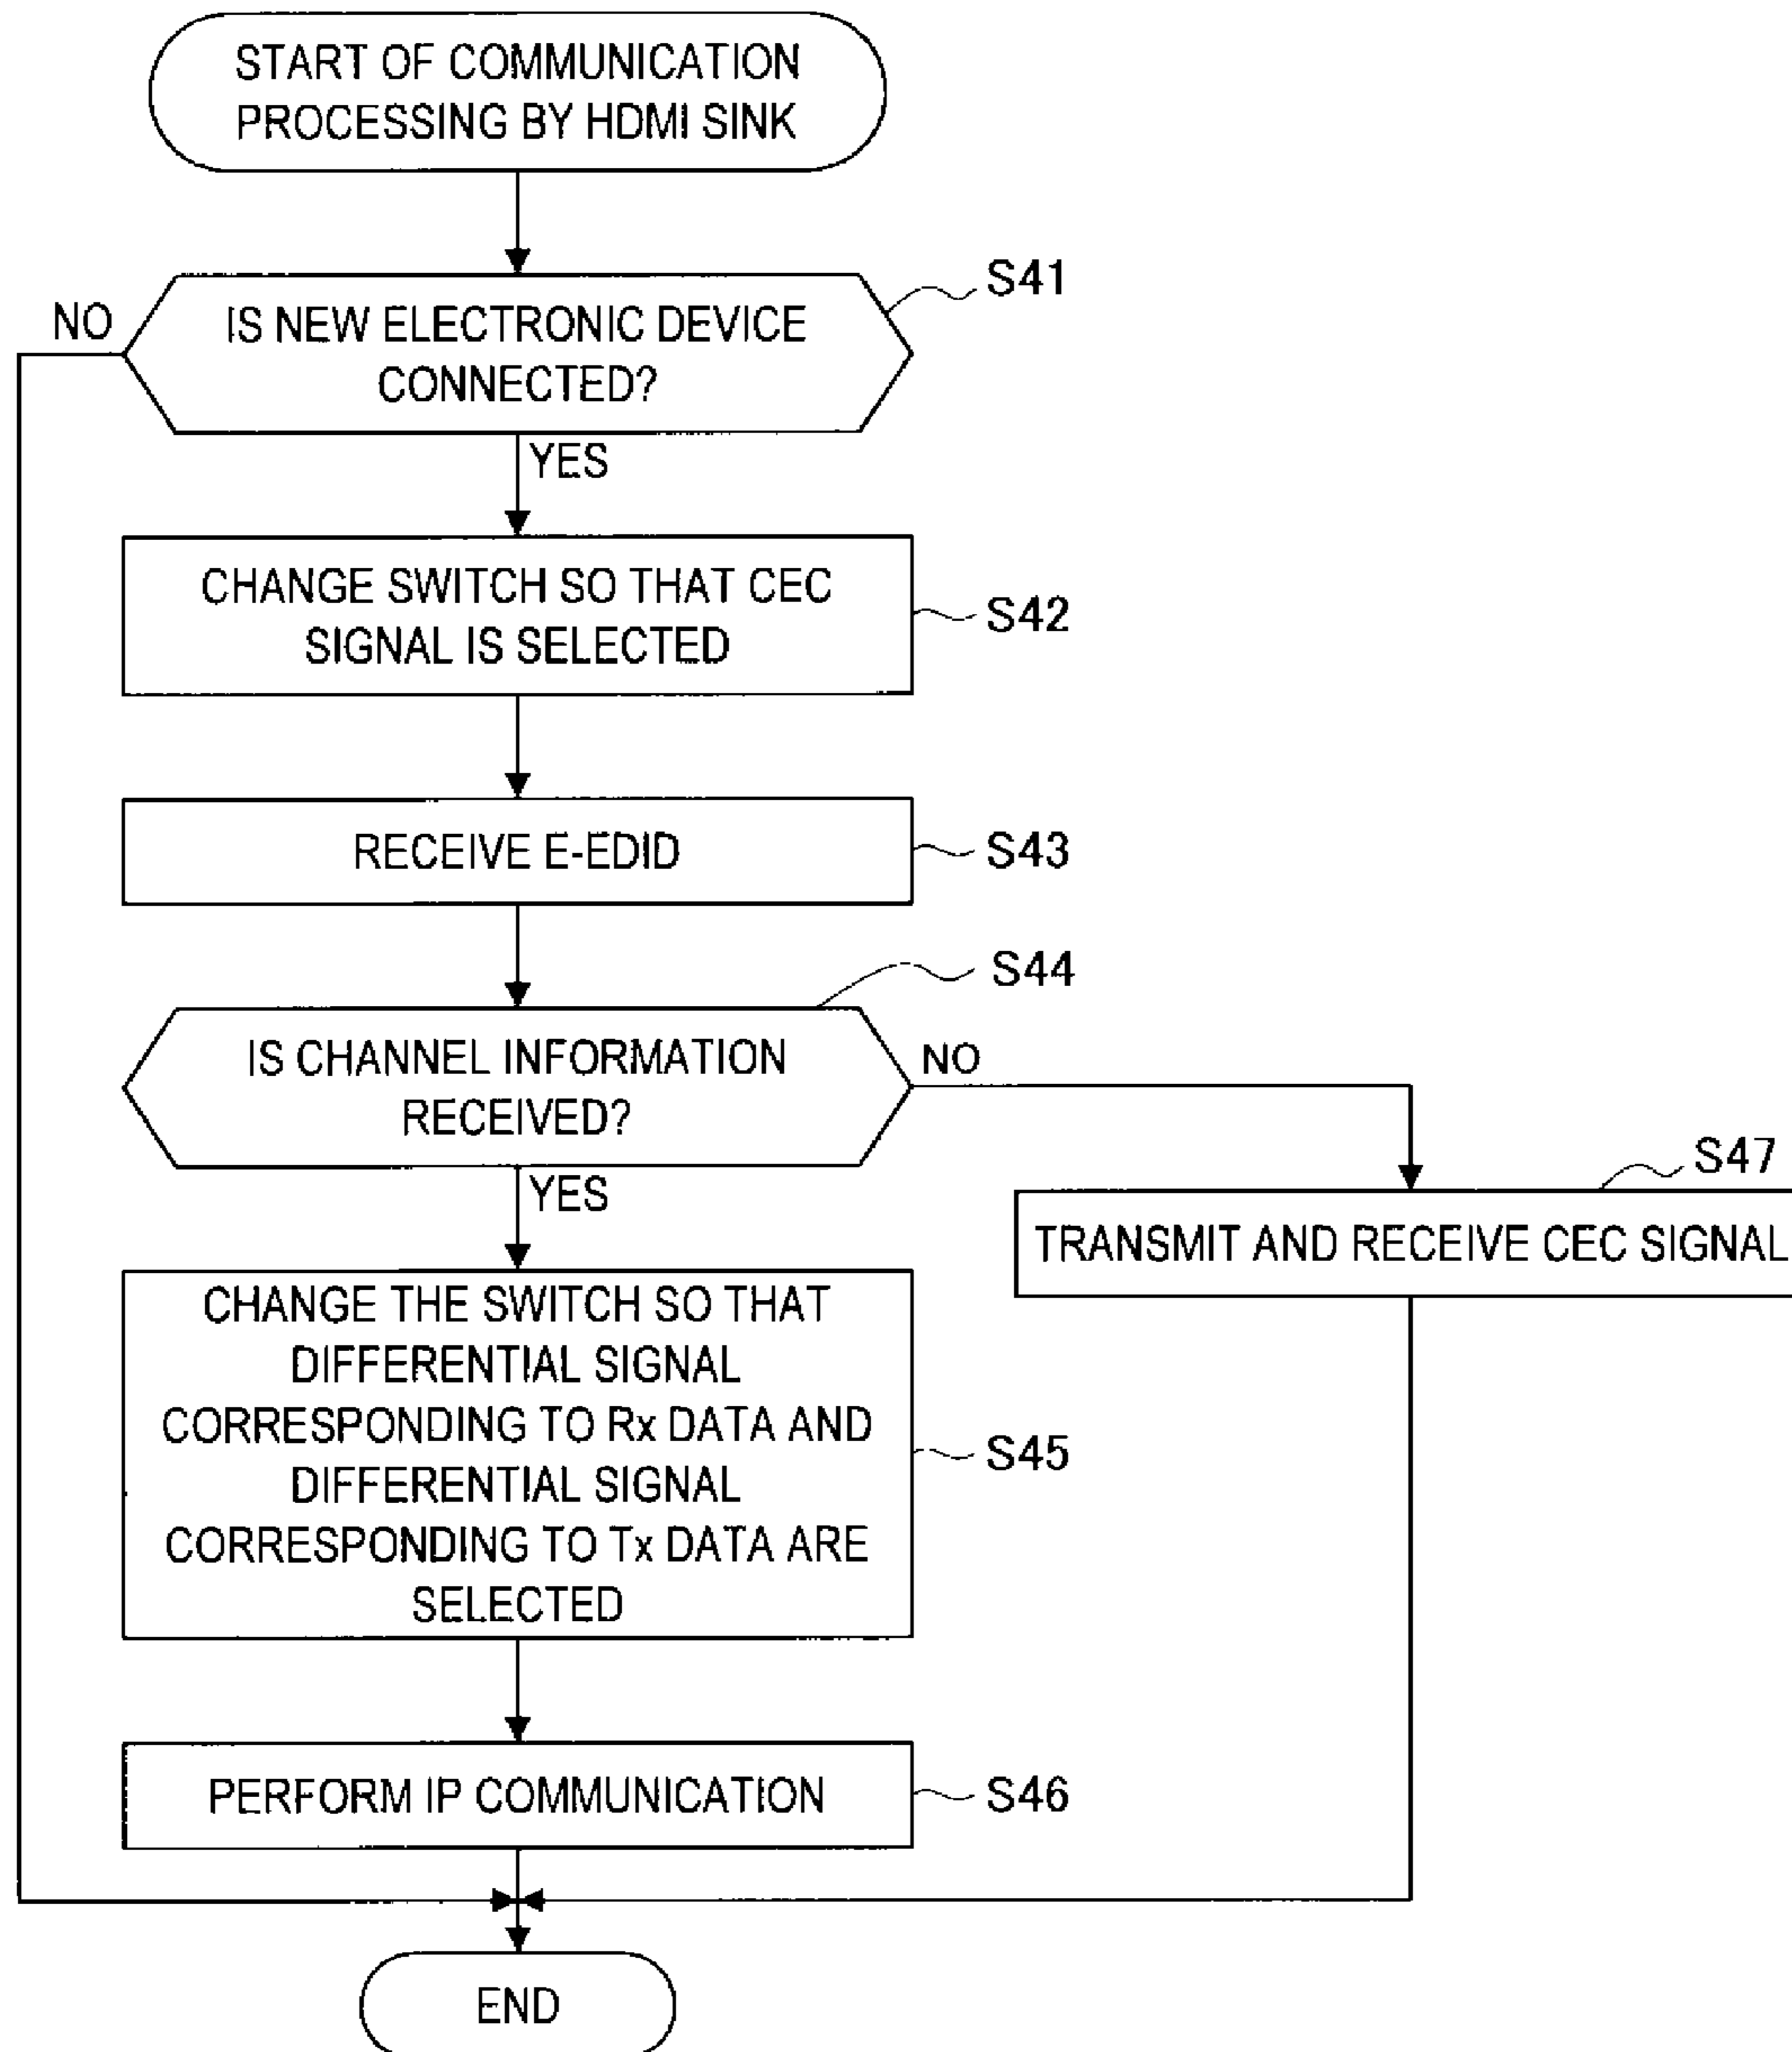 START OF COMMUNICATION
PROCESSING BY HDMI SINK
S41
NO
IS NEW ELECTRONIC DEVICE
CONNECTED?
YES
CHANGE SWITCH SO THAT CEC
SIGNAL IS SELECTED
S42
RECEIVE E-EDID
S43
S44
IS CHANNEL INFORMATION
RECEIVED?
NO
YES
S47
TRANSMIT AND RECEIVE CEC SIGNAL
CHANGE THE SWITCH SO THAT
DIFFERENTIAL SIGNAL
CORRESPONDING TO Rx DATA AND
DIFFERENTIAL SIGNAL
CORRESPONDING TO Tx DATA ARE
SELECTED
S45
PERFORM IP COMMUNICATION
S46
END